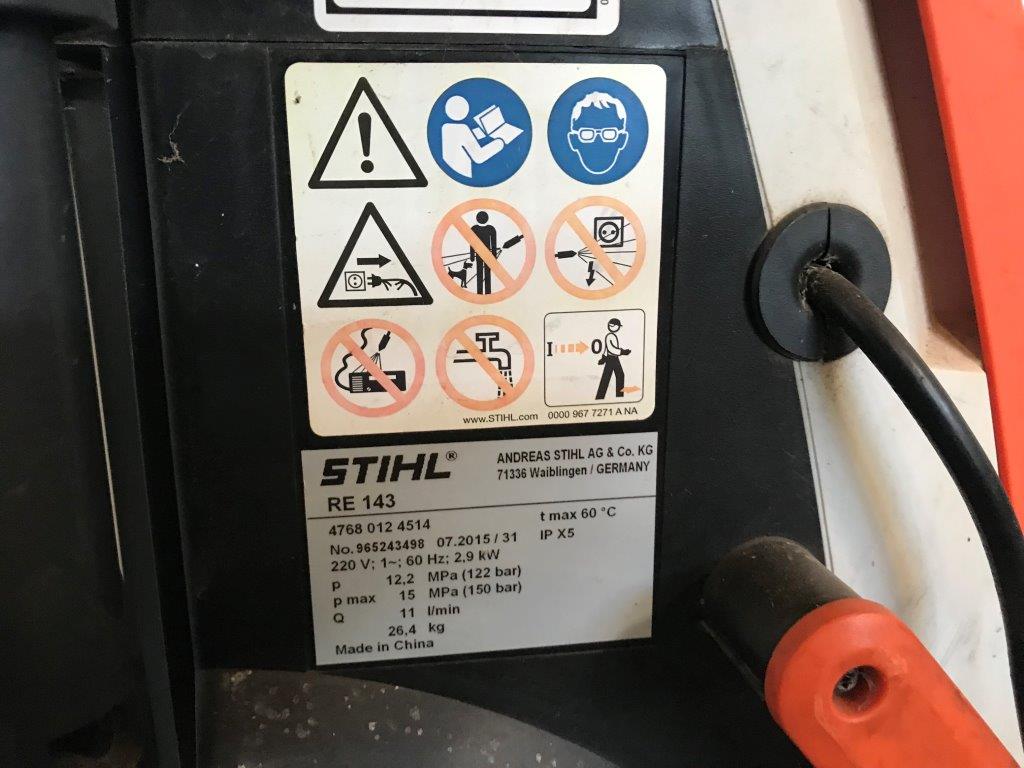 www.STIHL.com 0000 967 7271 A NA
STIHL®
ANDREAS STIHL AG & Co. KG
71336 Waiblingen / GERMANY
RE 143
4768 012 4514 t max 60 °C
No. 965243498 07.2015 / 31 IP X5
220 V; 1~; 60 Hz; 2,9 kW
p 12,2 MPa (122 bar)
p max 15 MPa (150 bar)
Q 11 l/min
26,4 kg
Made in China
I 0